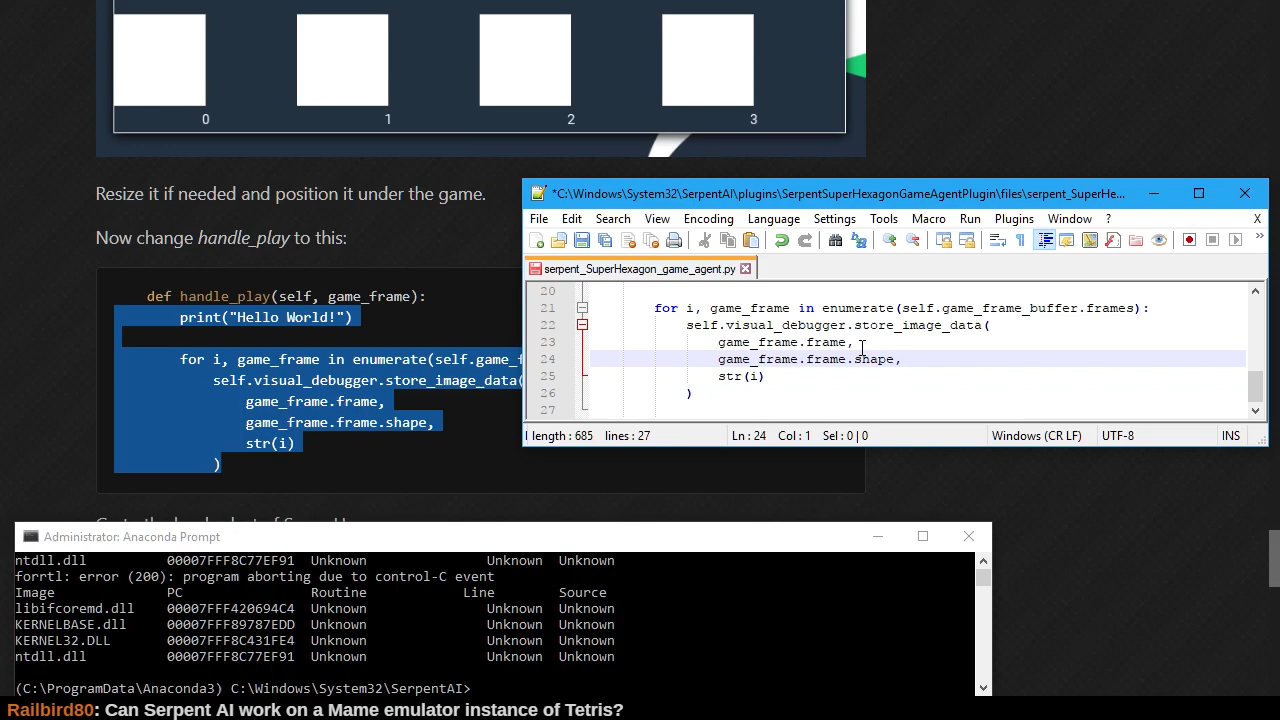 0 1 2 3
Resize it if needed and position it under the game.
Now change handle_play to this:
def handle_play(self, game_frame):
print("Hello World!")
for i, game_frame in enumerate(self.game_f
self.visual_debugger.store_image_data(
game_frame.frame,
game_frame.frame.shape,
str(i)
)
*C:\Windows\System32\SerpentAI\plugins\SerpentSuperHexagonGameAgentPlugin\files\serpent_SuperHe...
File Edit Search View Encoding Language Settings Tools Macro Run Plugins Window ? X
serpent_SuperHexagon_game_agent.py
20
21 for i, game_frame in enumerate(self.game_frame_buffer.frames):
22 self.visual_debugger.store_image_data(
23 game_frame.frame,
24 game_frame.frame.shape,
25 str(i)
26 )
27
length : 685 lines : 27 Ln : 24 Col : 1 Sel : 0 | 0 Windows (CR LF) UTF-8 INS
Administrator: Anaconda Prompt
ntdll.dll 00007FFF8C77EF91 Unknown Unknown Unknown
forrtl: error (200): program aborting due to control-C event
Image PC Routine Line Source
libifcoremd.dll 00007FFF420694C4 Unknown Unknown Unknown
KERNELBASE.dll 00007FFF89787EDD Unknown Unknown Unknown
KERNEL32.DLL 00007FFF8C431FE4 Unknown Unknown Unknown
ntdll.dll 00007FFF8C77EF91 Unknown Unknown Unknown
(C:\ProgramData\Anaconda3) C:\Windows\System32\SerpentAI>
Railbird80: Can Serpent AI work on a Mame emulator instance of Tetris?